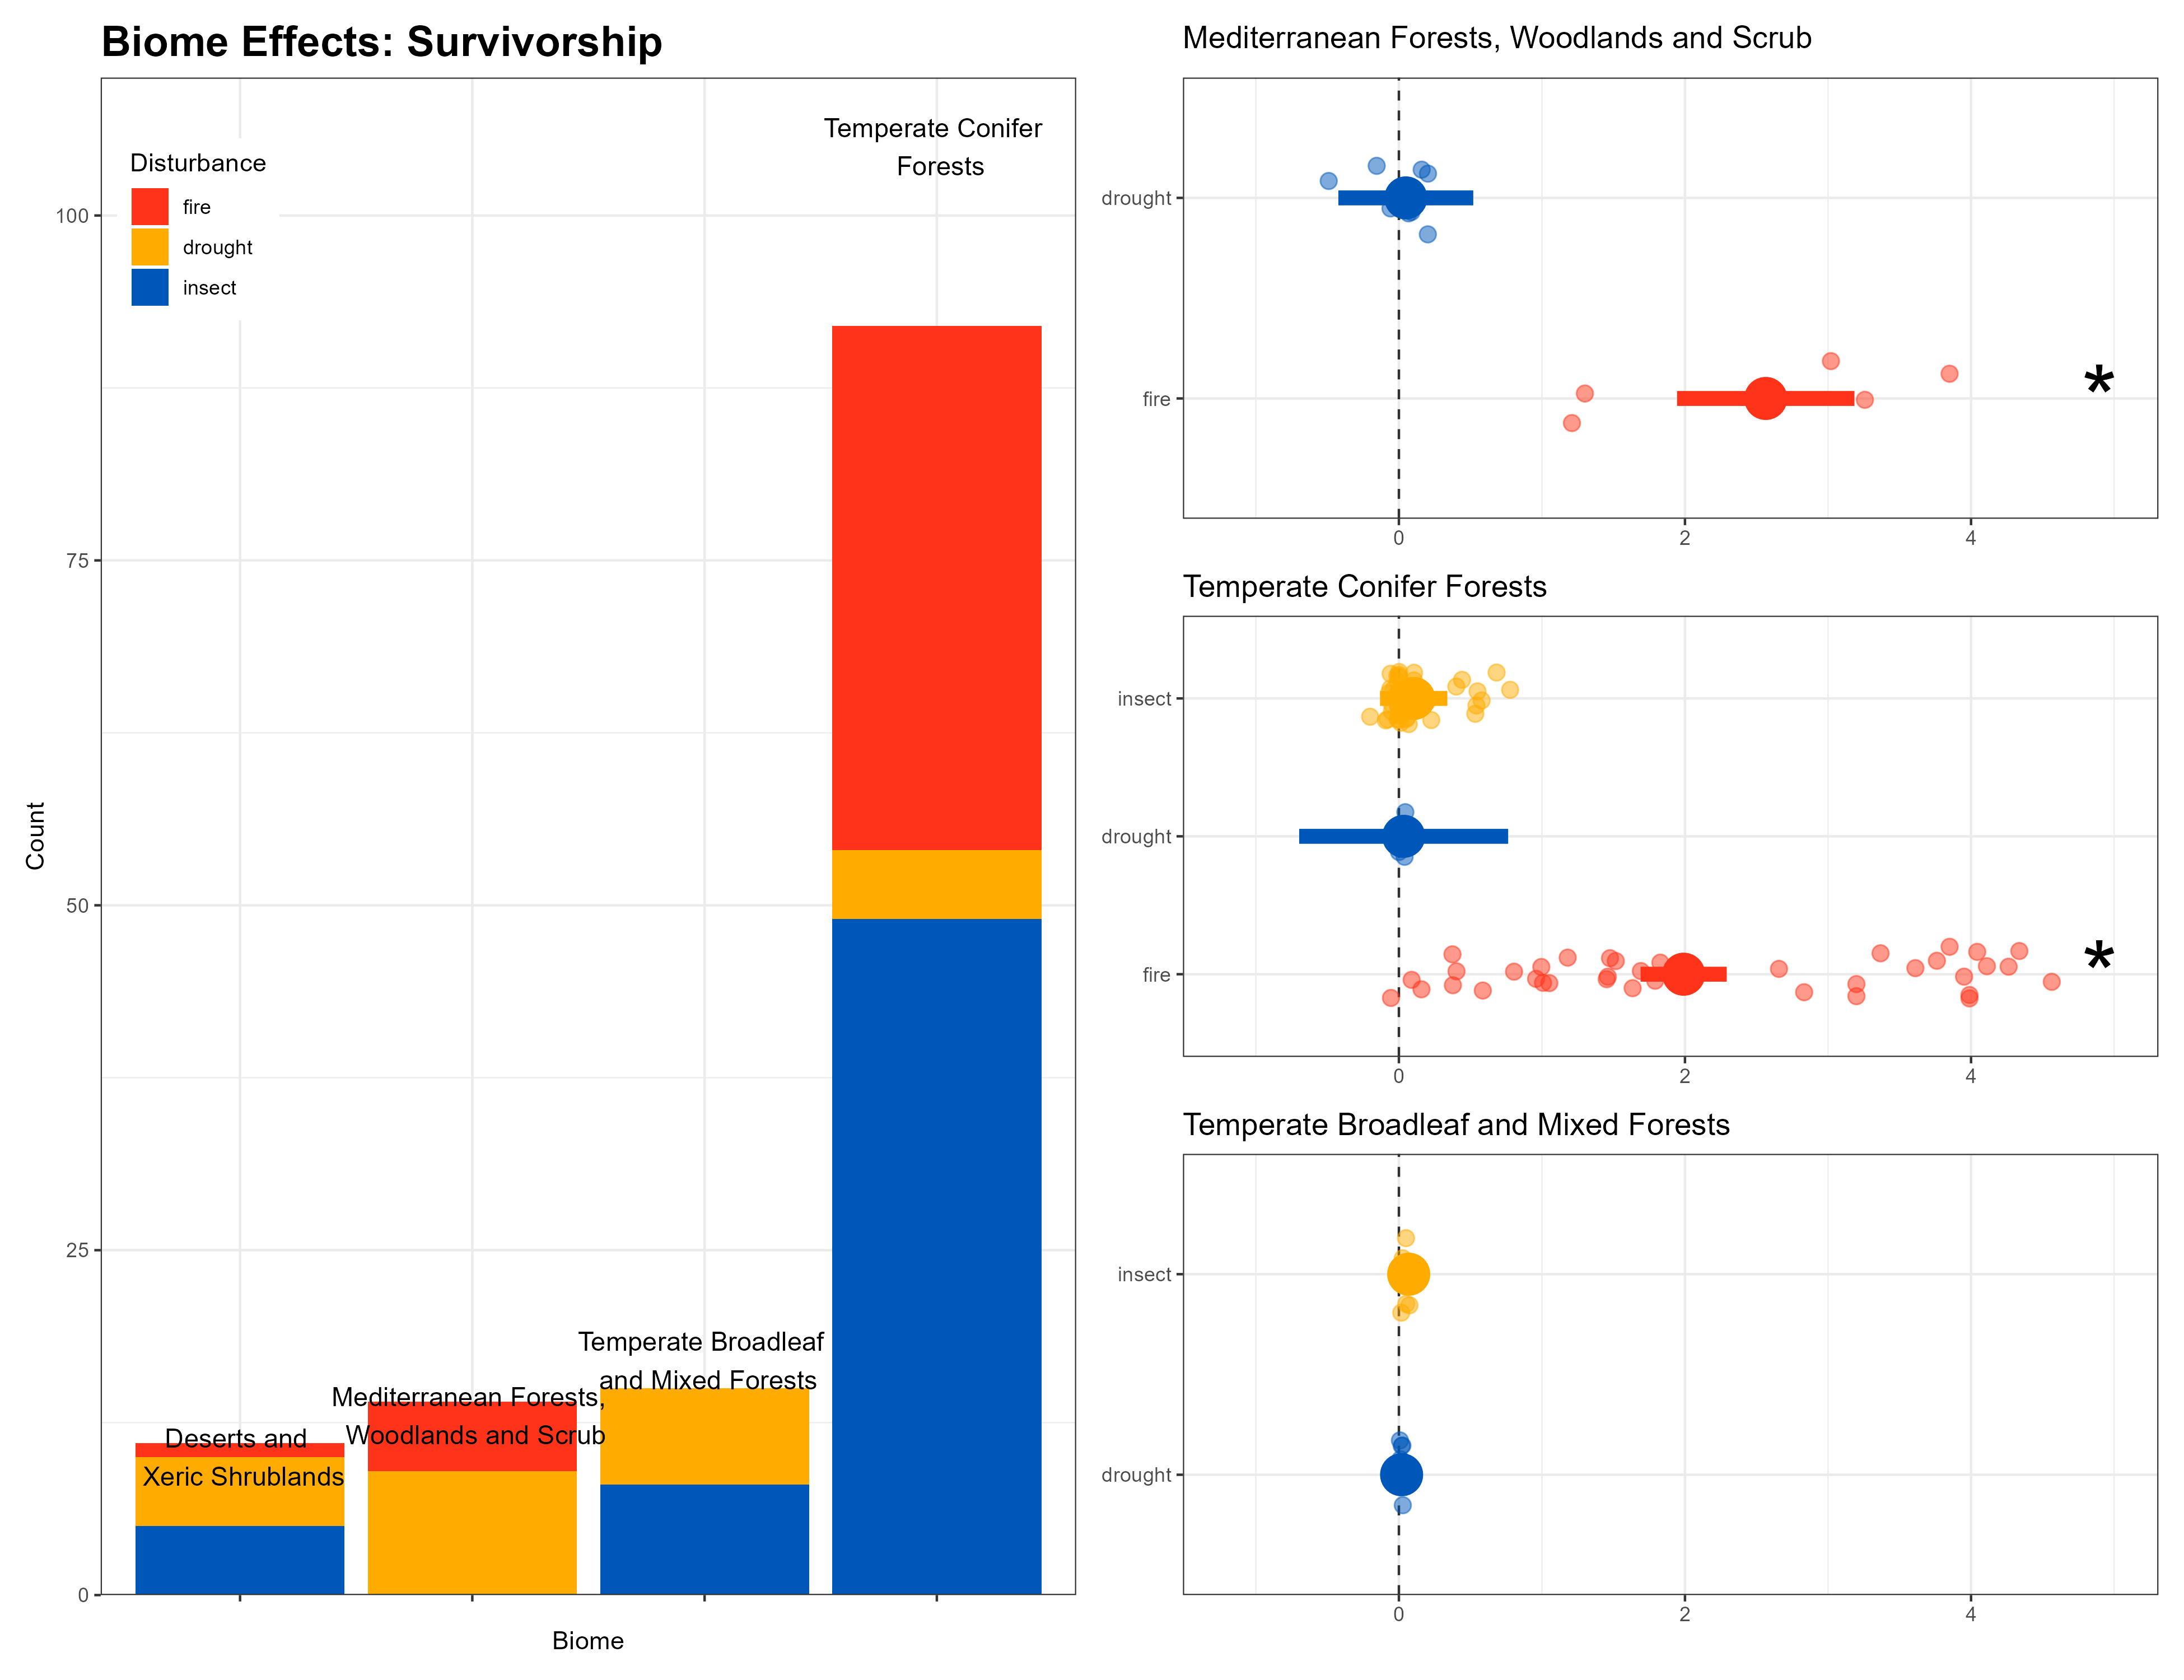 Biome Effects: Survivorship
Temperate Conifer
Forests
Disturbance
fire
drought
insect
100
75
50
25
0
Count
Temperate Broadleaf
and Mixed Forests
Mediterranean Forests,
Woodlands and Scrub
Deserts and
Xeric Shrublands
Biome
Mediterranean Forests, Woodlands and Scrub
drought
fire
*
0 2 4
Temperate Conifer Forests
insect
drought
fire
*
0 2 4
Temperate Broadleaf and Mixed Forests
insect
drought
0 2 4